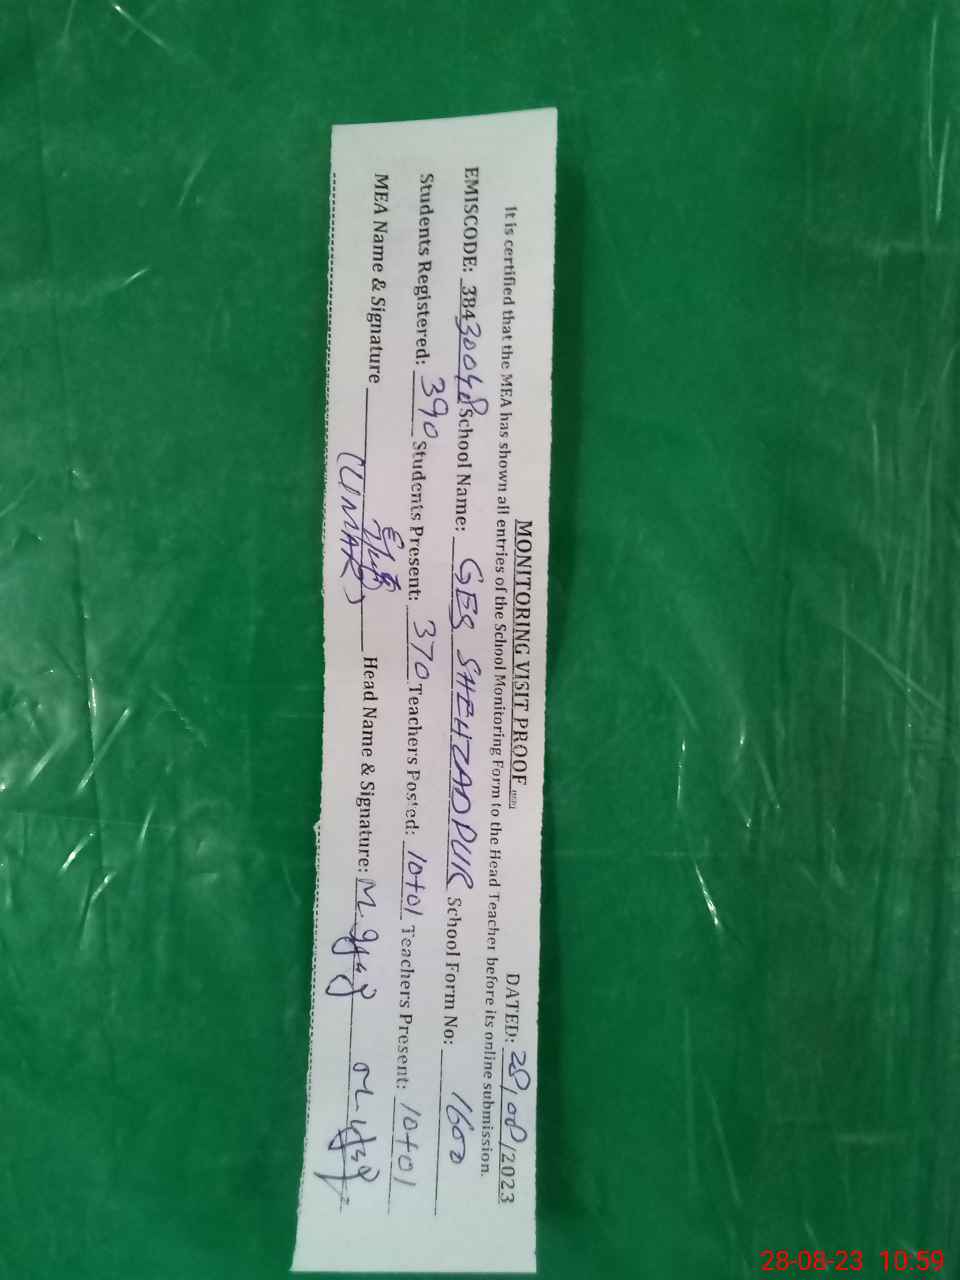 MONITORING VISIT PROOF
DATED: 28/08/2023
It is certified that the MEA has shown all entries of the School Monitoring Form to the Head Teacher before its online submission.
EMISCODE: 38430048 School Name: GES SHEHZADPUR School Form No: 1600
Students Registered: 390 Students Present: 370 Teachers Posted: 10+01 Teachers Present: 10+01
MEA Name & Signature (UMAR) Head Name & Signature: M.
28-08-23 10:59